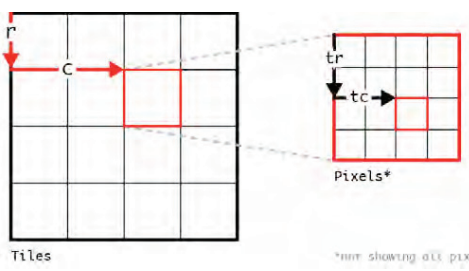 r
C
tr
tc
Pixels*
Tiles
*not showing all pix